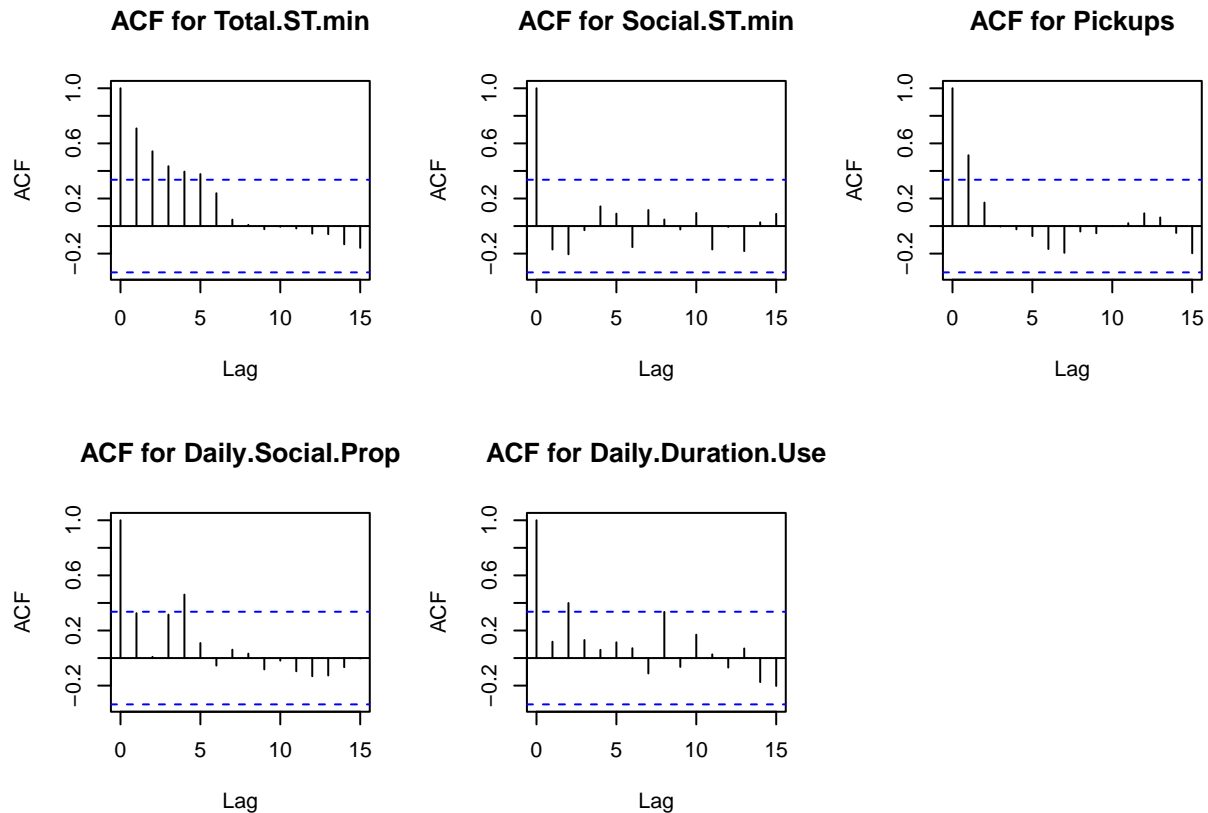 ACF for Total.ST.min
ACF
1.0
0.6
0.2
−0.2
0 5 10 15
Lag
ACF for Social.ST.min
ACF
1.0
0.6
0.2
−0.2
0 5 10 15
Lag
ACF for Pickups
ACF
1.0
0.6
0.2
−0.2
0 5 10 15
Lag
ACF for Daily.Social.Prop
ACF
1.0
0.6
0.2
−0.2
0 5 10 15
Lag
ACF for Daily.Duration.Use
ACF
1.0
0.6
0.2
−0.2
0 5 10 15
Lag